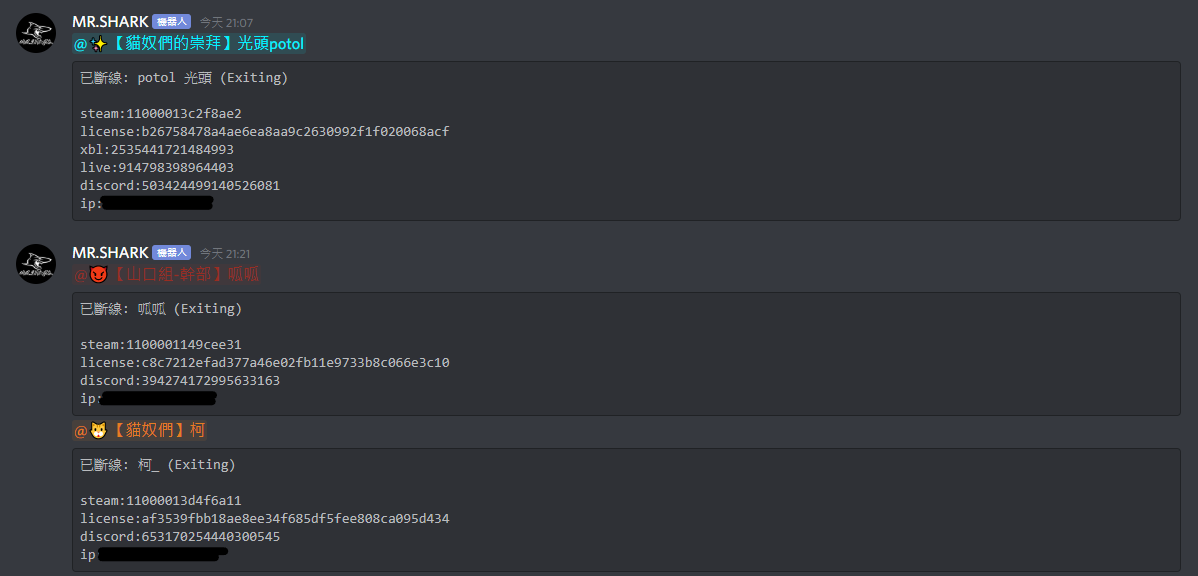 MR.SHARK 機器人 今天 21:07
@✨【貓奴們的崇拜】光頭potol
已斷線: potol 光頭 (Exiting)
steam:11000013c2f8ae2
license:b26758478a4ae6ea8aa9c2630992f1f020068acf
xbl:2535441721484993
live:914798398964403
discord:503424499140526081
ip:
MR.SHARK 機器人 今天 21:21
@😈【山口組-幹部】呱呱
已斷線: 呱呱 (Exiting)
steam:1100001149cee31
license:c8c7212efad377a46e02fb11e9733b8c066e3c10
discord:394274172995633163
ip:
@🐱【貓奴們】柯
已斷線: 柯_ (Exiting)
steam:11000013d4f6a11
license:af3539fbb18ae8ee34f685df5fee808ca095d434
discord:653170254440300545
ip